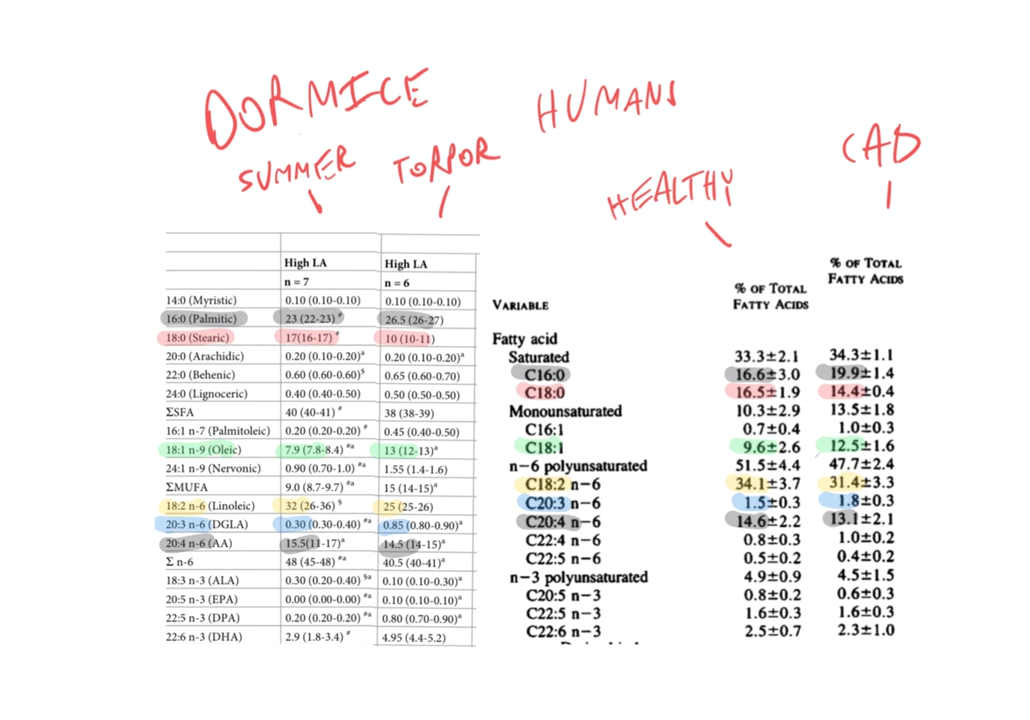 DORMICE
HUMANS
SUMMER
TORPOR
HEALTHY
CAD
High LA High LA
n = 7 n = 6
14:0 (Myristic) 0.10 (0.10-0.10) 0.10 (0.10-0.10)
16:0 (Palmitic) 23 (22-23) # 26.5 (26-27)
18:0 (Stearic) 17(16-17) # 10 (10-11)
20:0 (Arachidic) 0.20 (0.10-0.20)a 0.20 (0.10-0.20)a
22:0 (Behenic) 0.60 (0.60-0.60)$ 0.65 (0.60-0.70)
24:0 (Lignoceric) 0.40 (0.40-0.50) 0.50 (0.50-0.50)
ΣSFA 40 (40-41) # 38 (38-39)
16:1 n-7 (Palmitoleic) 0.20 (0.20-0.20) # 0.45 (0.40-0.50)
18:1 n-9 (Oleic) 7.9 (7.8-8.4) #a 13 (12-13)a
24:1 n-9 (Nervonic) 0.90 (0.70-1.0) #a 1.55 (1.4-1.6)
ΣMUFA 9.0 (8.7-9.7) #a 15 (14-15)a
18:2 n-6 (Linoleic) 32 (26-36) $ 25 (25-26)
20:3 n-6 (DGLA) 0.30 (0.30-0.40) #a 0.85 (0.80-0.90)a
20:4 n-6 (AA) 15.5(11-17)a 14.5 (14-15)a
Σ n-6 48 (45-48) #a 40.5 (40-41)a
18:3 n-3 (ALA) 0.30 (0.20-0.40) $a 0.10 (0.10-0.30)a
20:5 n-3 (EPA) 0.00 (0.00-0.00) #a 0.10 (0.10-0.10)a
22:5 n-3 (DPA) 0.20 (0.20-0.20) #a 0.80 (0.70-0.90)a
22:6 n-3 (DHA) 2.9 (1.8-3.4) # 4.95 (4.4-5.2)
% OF TOTAL
FATTY ACIDS
VARIABLE
% OF TOTAL
FATTY ACIDS
Fatty acid
Saturated 33.3±2.1 34.3±1.1
C16:0 16.6±3.0 19.9±1.4
C18:0 16.5±1.9 14.4±0.4
Monounsaturated 10.3±2.9 13.5±1.8
C16:1 0.7±0.4 1.0±0.3
C18:1 9.6±2.6 12.5±1.6
n-6 polyunsaturated 51.5±4.4 47.7±2.4
C18:2 n-6 34.1±3.7 31.4±3.3
C20:3 n-6 1.5±0.3 1.8±0.3
C20:4 n-6 14.6±2.2 13.1±2.1
C22:4 n-6 0.8±0.3 1.0±0.2
C22:5 n-6 0.5±0.2 0.4±0.2
n-3 polyunsaturated 4.9±0.9 4.5±1.5
C20:5 n-3 0.8±0.2 0.6±0.3
C22:5 n-3 1.6±0.3 1.6±0.3
C22:6 n-3 2.5±0.7 2.3±1.0